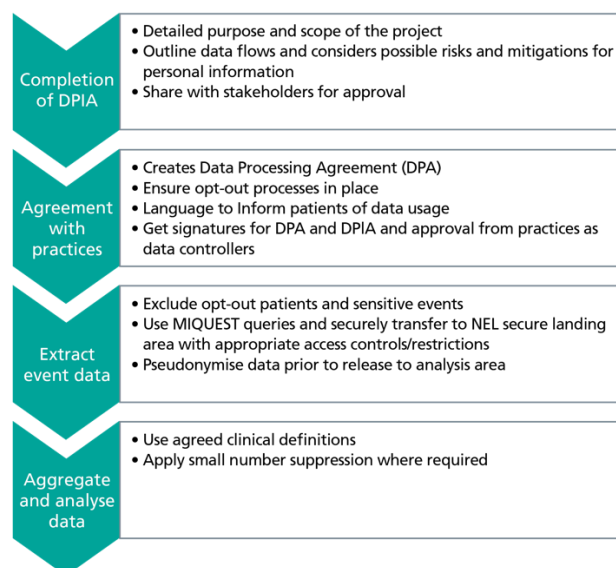 Completion
of DPIA
• Detailed purpose and scope of the project
• Outline data flows and considers possible risks and mitigations for
personal information
• Share with stakeholders for approval
Agreement
with
practices
• Creates Data Processing Agreement (DPA)
• Ensure opt-out processes in place
• Language to Inform patients of data usage
• Get signatures for DPA and DPIA and approval from practices as
data controllers
Extract
event data
• Exclude opt-out patients and sensitive events
• Use MIQUEST queries and securely transfer to NEL secure landing
area with appropriate access controls/restrictions
• Pseudonymise data prior to release to analysis area
Aggregate
and analyse
data
• Use agreed clinical definitions
• Apply small number suppression where required